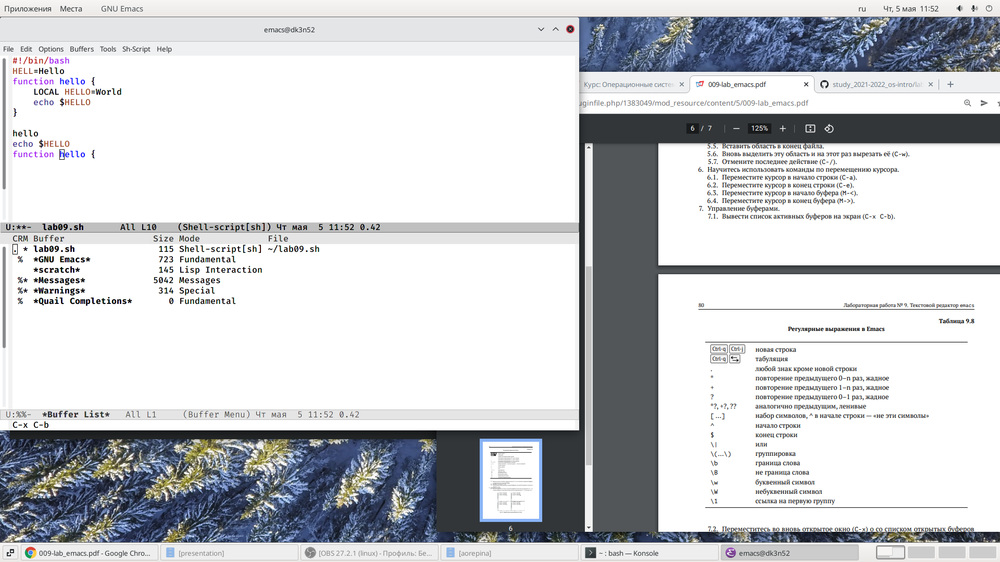 Приложения Места GNU Emacs ru Чт, 5 мая 11:52
emacs@dk3n52
File Edit Options Buffers Tools Sh-Script Help
#!/bin/bash
HELL=Hello
function hello {
    LOCAL HELLO=World
    echo $HELLO
}
hello
echo $HELLO
function hello {
U:**- lab09.sh All L10 (Shell-script[sh]) Чт мая 5 11:52 0.42
CRM Buffer Size Mode File
. * lab09.sh 115 Shell-script[sh] ~/lab09.sh
% *GNU Emacs* 723 Fundamental
*scratch* 145 Lisp Interaction
%* *Messages* 5042 Messages
%* *Warnings* 314 Special
% *Quail Completions* 0 Fundamental
U:%%- *Buffer List* All L1 (Buffer Menu) Чт мая 5 11:52 0.42
C-x C-b
Курс: Операционные систем 009-lab_emacs.pdf study_2021-2022_os-intro/lab
uginfile.php/1383049/mod_resource/content/5/009-lab_emacs.pdf
6 / 7 125%
5.5. Вставить область в конец файла.
5.6. Вновь выделить эту область и на этот раз вырезать её (C-w).
5.7. Отмените последнее действие (C-/).
6. Научитесь использовать команды по перемещению курсора.
6.1. Переместите курсор в начало строки (C-a).
6.2. Переместите курсор в конец строки (C-e).
6.3. Переместите курсор в начало буфера (M-<).
6.4. Переместите курсор в конец буфера (M->).
7. Управление буферами.
7.1. Вывести список активных буферов на экран (C-x C-b).
80 Лабораторная работа № 9. Текстовой редактор emacs
Таблица 9.8
Регулярные выражения в Emacs
Ctrl-q Ctrl-j новая строка
Ctrl-q табуляция
. любой знак кроме новой строки
* повторение предыдущего 0–n раз, жадное
+ повторение предыдущего 1–n раз, жадное
? повторение предыдущего 0–1 раз, жадное
*?, +?, ?? аналогично предыдущим, ленивые
[ …] набор символов, ^ в начале строки — «не эти символы»
^ начало строки
$ конец строки
\| или
\(…\) группировка
\b граница слова
\B не граница слова
\w буквенный символ
\W небуквенный символ
\1 ссылка на первую группу
7.2. Переместитесь во вновь открытое окно (C-x) o со списком открытых буферов
6
009-lab_emacs.pdf - Google Chro... [presentation] [OBS 27.2.1 (linux) - Профиль: Бе... [aorepina] ~ : bash — Konsole emacs@dk3n52